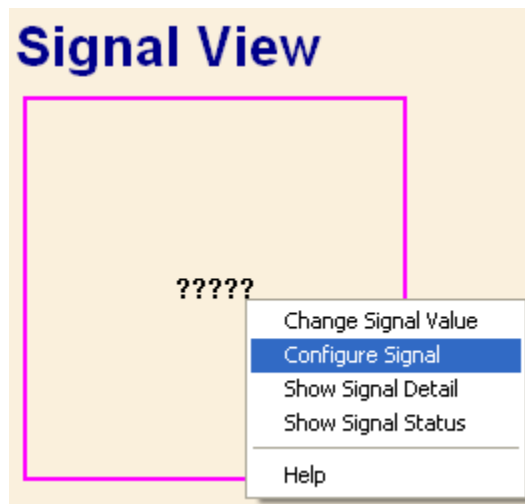 Signal View
?????
Change Signal Value
Configure Signal
Show Signal Detail
Show Signal Status
Help